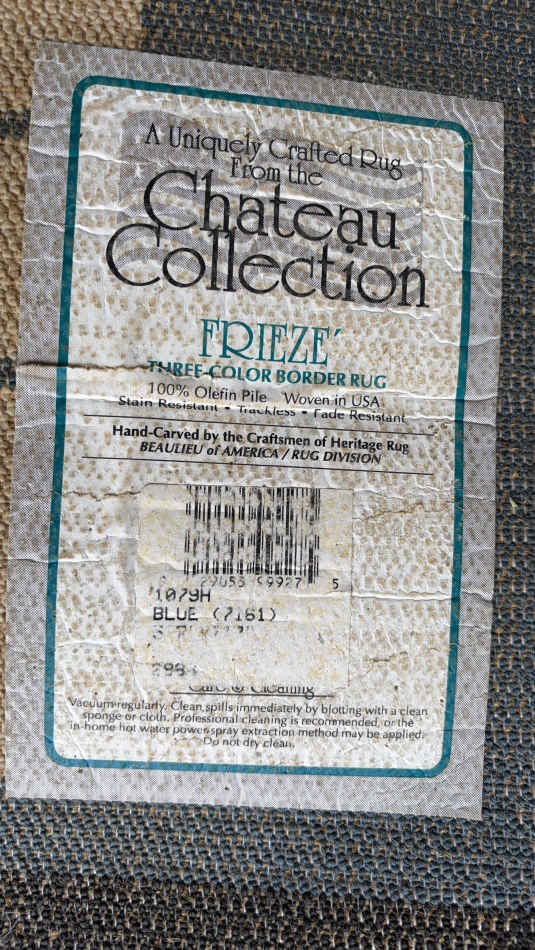 A Uniquely Crafted Rug
From the
Chateau
Collection
FRIEZE´
THREE-COLOR BORDER RUG
100% Olefin Pile Woven in USA
Stain Resistant • Trackless • Fade Resistant
Hand-Carved by the Craftsmen of Heritage Rug
BEAULIEU of AMERICA / RUG DIVISION
5
1079H
BLUE (7161)
Care & Cleaning
Vacuum regularly. Clean spills immediately by blotting with a clean
sponge or cloth. Professional cleaning is recommended, or the
in-home hot water power spray extraction method may be applied.
Do not dry clean.